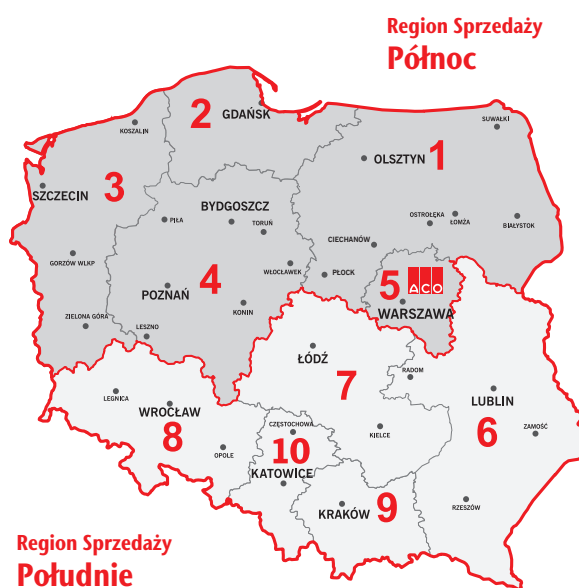 Region Sprzedaży
Północ
2
GDAŃSK
KOSZALIN
SUWAŁKI
1
OLSZTYN
3
SZCZECIN
PIŁA
BYDGOSZCZ
TORUŃ
OSTROŁĘKA
ŁOMŻA
BIAŁYSTOK
CIECHANÓW
GORZÓW WLKP
WŁOCŁAWEK
PŁOCK
4
POZNAŃ
KONIN
5
ACO
WARSZAWA
ZIELONA GÓRA
LESZNO
ŁÓDŹ
7
RADOM
LEGNICA
WROCŁAW
8
LUBLIN
6
ZAMOŚĆ
CZĘSTOCHOWA
KIELCE
10
OPOLE
KATOWICE
KRAKÓW
9
RZESZÓW
Region Sprzedaży
Południe